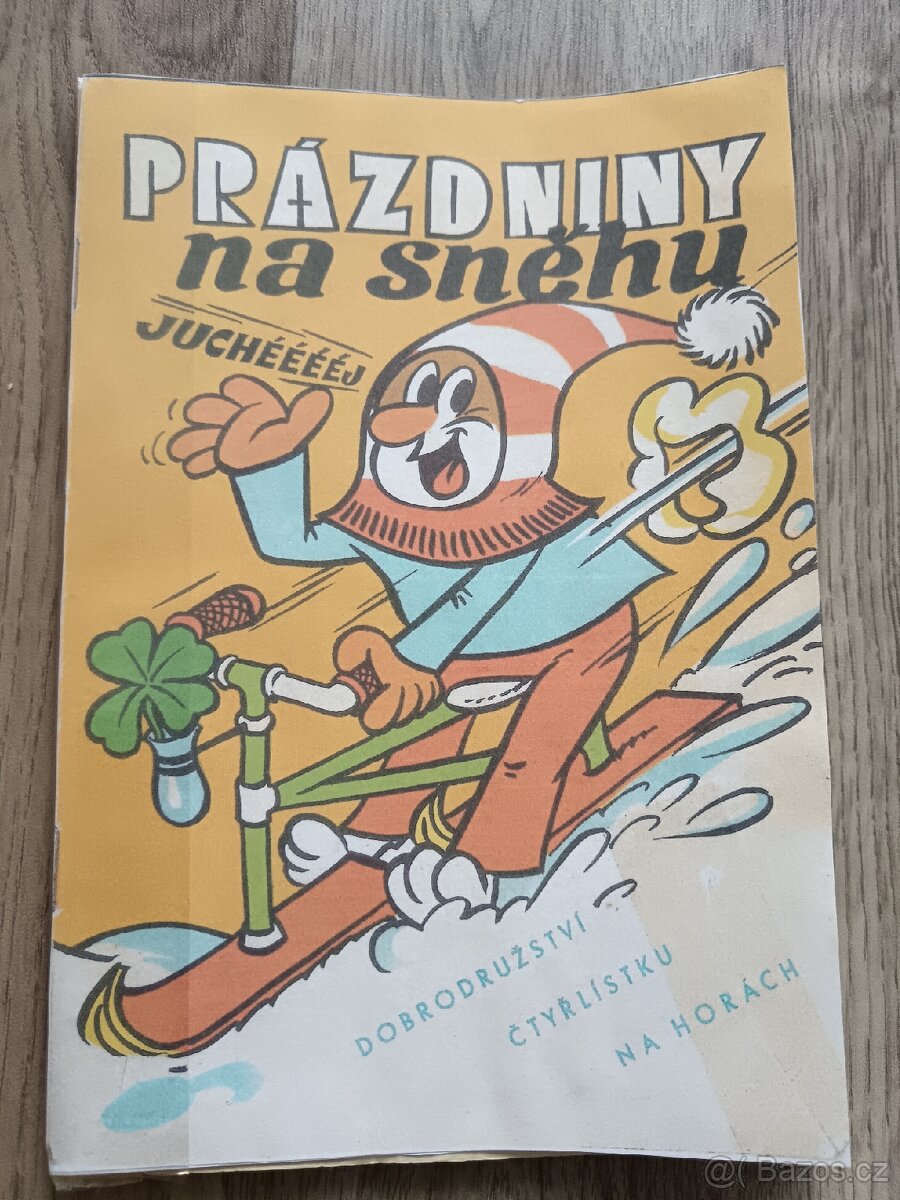 PRÁZDNINY
na sněhu
JUCHÉÉÉÉJ
DOBRODRUŽSTVÍ
ČTYŘLÍSTKU
NA HORÁCH
@( Bazos.cz